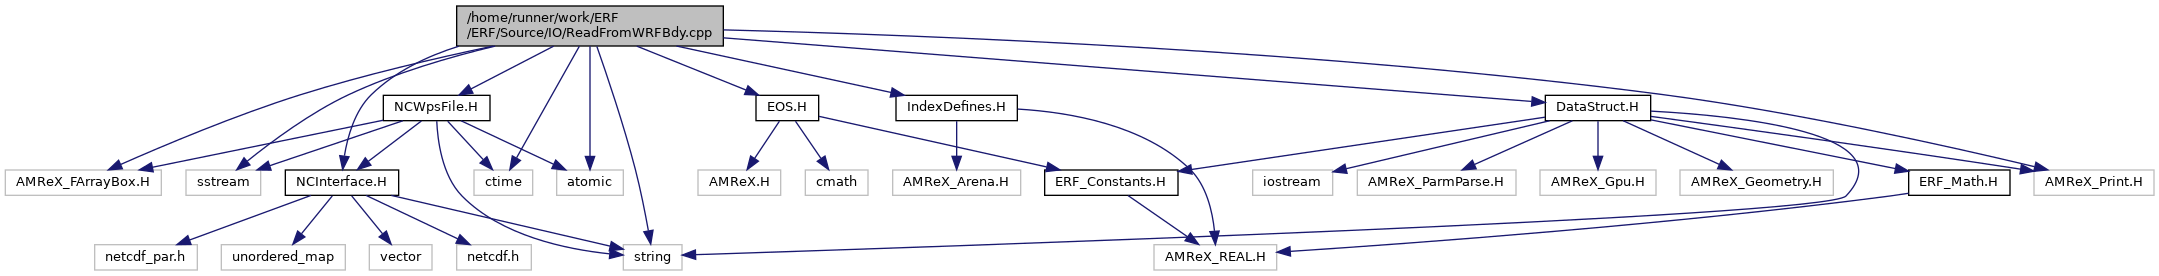 /home/runner/work/ERF
/ERF/Source/IO/ReadFromWRFBdy.cpp
NCWpsFile.H
EOS.H
IndexDefines.H
DataStruct.H
AMReX_FArrayBox.H
sstream
NCInterface.H
ctime
atomic
AMReX.H
cmath
AMReX_Arena.H
ERF_Constants.H
iostream
AMReX_ParmParse.H
AMReX_Gpu.H
AMReX_Geometry.H
ERF_Math.H
AMReX_Print.H
netcdf_par.h
unordered_map
vector
netcdf.h
string
AMReX_REAL.H